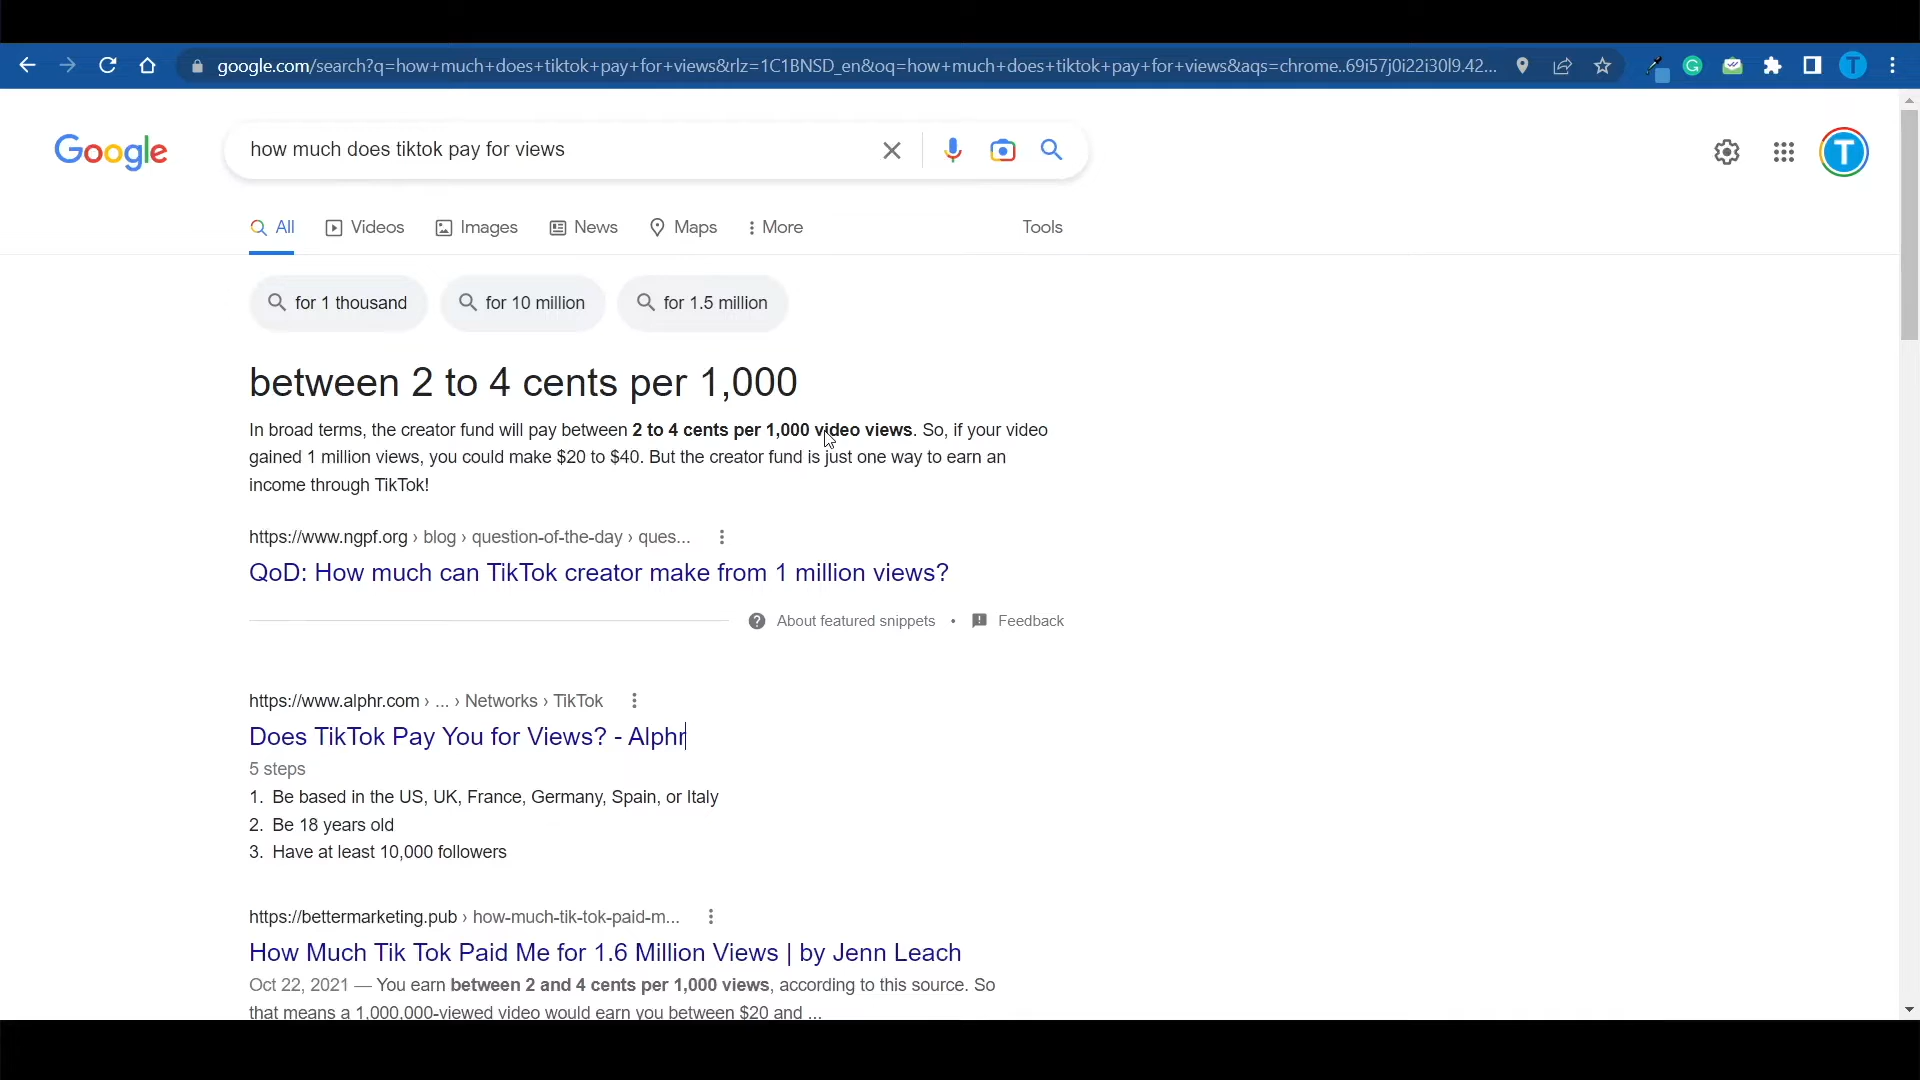 google.com/search?q=how+much+does+tiktok+pay+for+views&rlz=1C1BNSD_en&oq=how+much+does+tiktok+pay+for+views&aqs=chrome..69i57j0i22i30l9.42...
T
Google
how much does tiktok pay for views
T
All
Videos
Images
News
Maps
More
Tools
for 1 thousand
for 10 million
for 1.5 million
between 2 to 4 cents per 1,000
In broad terms, the creator fund will pay between 2 to 4 cents per 1,000 video views. So, if your video
gained 1 million views, you could make $20 to $40. But the creator fund is just one way to earn an
income through TikTok!
https://www.ngpf.org › blog › question-of-the-day › ques...
QoD: How much can TikTok creator make from 1 million views?
About featured snippets • Feedback
https://www.alphr.com › ... › Networks › TikTok
Does TikTok Pay You for Views? - Alphr
5 steps
1. Be based in the US, UK, France, Germany, Spain, or Italy
2. Be 18 years old
3. Have at least 10,000 followers
https://bettermarketing.pub › how-much-tik-tok-paid-m...
How Much Tik Tok Paid Me for 1.6 Million Views | by Jenn Leach
Oct 22, 2021 — You earn between 2 and 4 cents per 1,000 views, according to this source. So
that means a 1,000,000-viewed video would earn you between $20 and ...